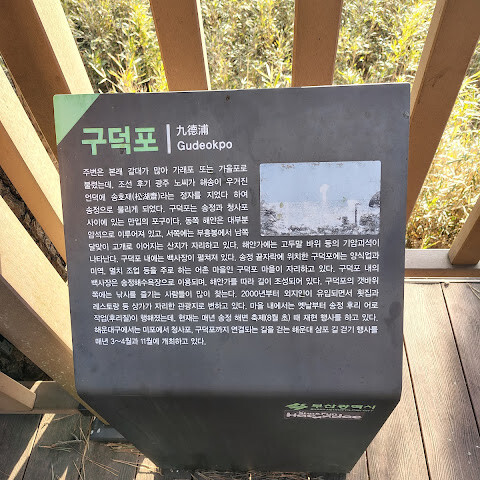 구덕포
九德浦
Gudeokpo
주변은 본래 갈대가 많아 가래포 또는 가을포로
불렸는데, 조선 후기 광주 노씨가 해송이 우거진
언덕에 송호재(松湖齋)라는 정자를 지었다 하여
송정으로 불리게 되었다. 구덕포는 송정과 청사포
사이에 있는 만입의 포구이다. 동쪽 해안은 대부분
암석으로 이루어져 있고, 서쪽에는 부흥봉에서 남쪽
달맞이 고개로 이어지는 산지가 자리하고 있다. 해안가에는 고두말 바위 등의 기암괴석이
나타난다. 구덕포 내에는 백사장이 펼쳐져 있다. 송정 끝자락에 위치한 구덕포에는 양식업과
미역, 멸치 조업 등을 주로 하는 어촌 마을인 구덕포 마을이 자리하고 있다. 구덕포 내의
백사장은 송정해수욕장으로 이용되며, 해안가를 따라 길이 조성되어 있다. 구덕포의 갯바위
쪽에는 낚시를 즐기는 사람들이 많이 찾는다. 2000년부터 외지인이 유입되면서 횟집과
레스토랑 등 상가가 자리한 관광지로 변하고 있다. 마을 내에서는 옛날부터 송정 후리 어로
작업(후리질)이 행해졌는데, 현재는 매년 송정 해변 축제(8월 초) 때 재현 행사를 하고 있다.
해운대구에서는 미포에서 청사포, 구덕포까지 연결되는 길을 걷는 해운대 삼포 길 걷기 행사를
매년 3~4월과 11월에 개최하고 있다.
부산광역시